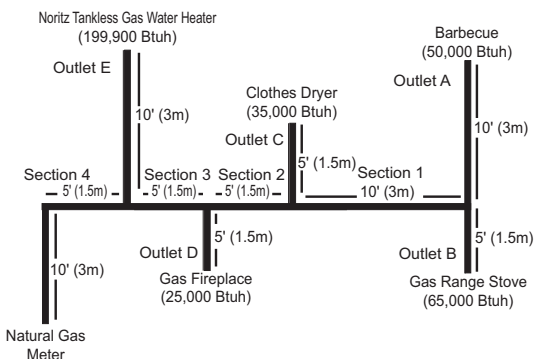 Noritz Tankless Gas Water Heater
(199,900 Btuh)
Outlet E
10' (3m)
Barbecue
(50,000 Btuh)
Outlet A
10' (3m)
Clothes Dryer
(35,000 Btuh)
Outlet C
5' (1.5m)
Section 4
5' (1.5m)
Section 3
5' (1.5m)
Section 2
5' (1.5m)
Section 1
10' (3m)
Outlet D
5' (1.5m)
Gas Fireplace
(25,000 Btuh)
Outlet B
5' (1.5m)
Gas Range Stove
(65,000 Btuh)
10' (3m)
Natural Gas
Meter